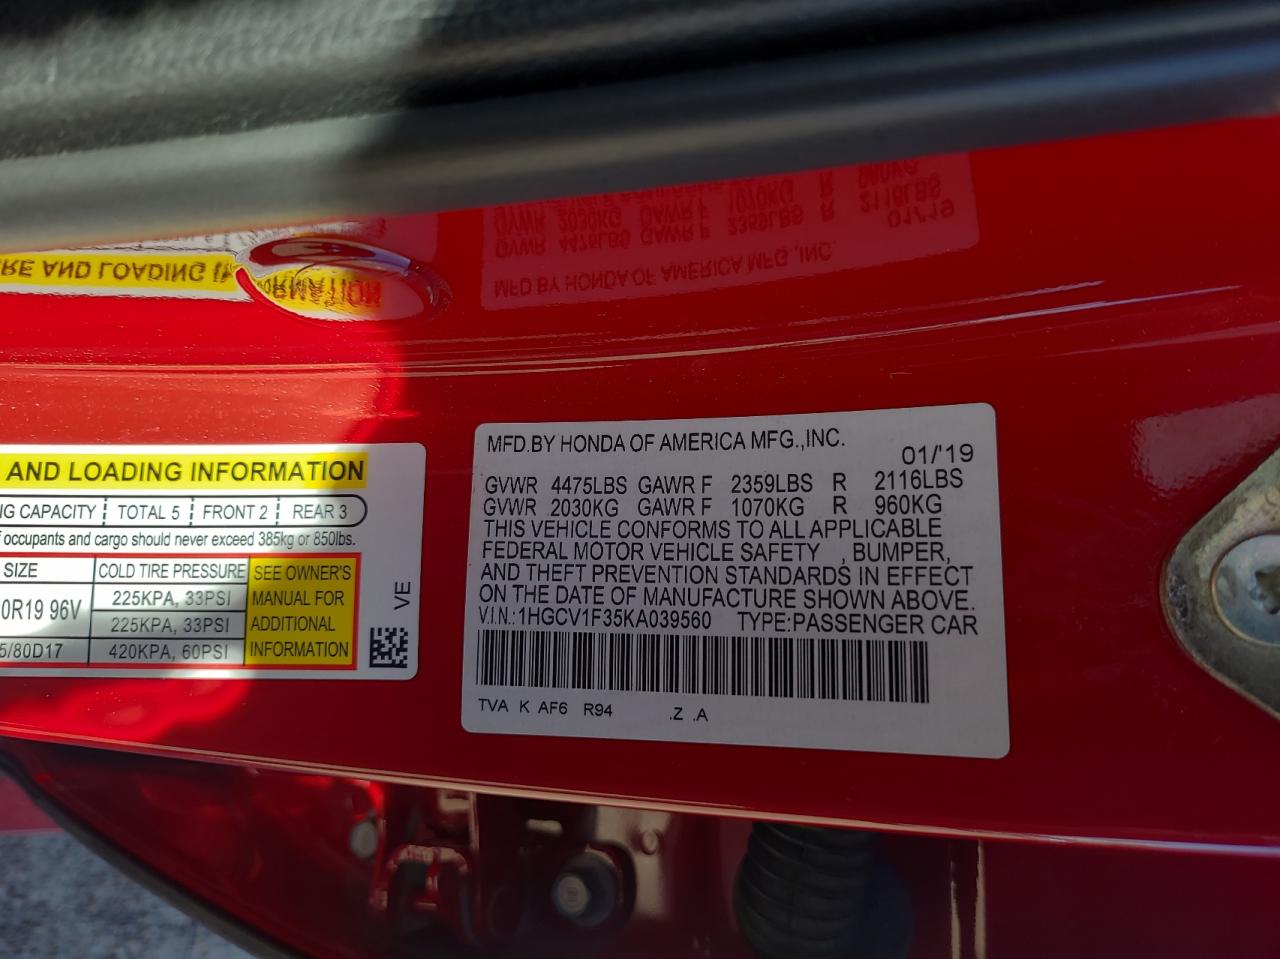 AND LOADING INFORMATION
NG CAPACITY TOTAL 5 FRONT 2 REAR 3
f occupants and cargo should never exceed 385kg or 850lbs.
SIZE COLD TIRE PRESSURE SEE OWNER'S
MANUAL FOR
ADDITIONAL
INFORMATION
0R19 96V 225KPA, 33PSI
225KPA, 33PSI
5/80D17 420KPA, 60PSI
VE
MFD.BY HONDA OF AMERICA MFG.,INC.
01/'19
GVWR 4475LBS GAWR F 2359LBS R 2116LBS
GVWR 2030KG GAWR F 1070KG R 960KG
THIS VEHICLE CONFORMS TO ALL APPLICABLE
FEDERAL MOTOR VEHICLE SAFETY , BUMPER,
AND THEFT PREVENTION STANDARDS IN EFFECT
ON THE DATE OF MANUFACTURE SHOWN ABOVE.
V.I.N.:1HGCV1F35KA039560 TYPE:PASSENGER CAR
TVA K AF6 R94 .Z .A